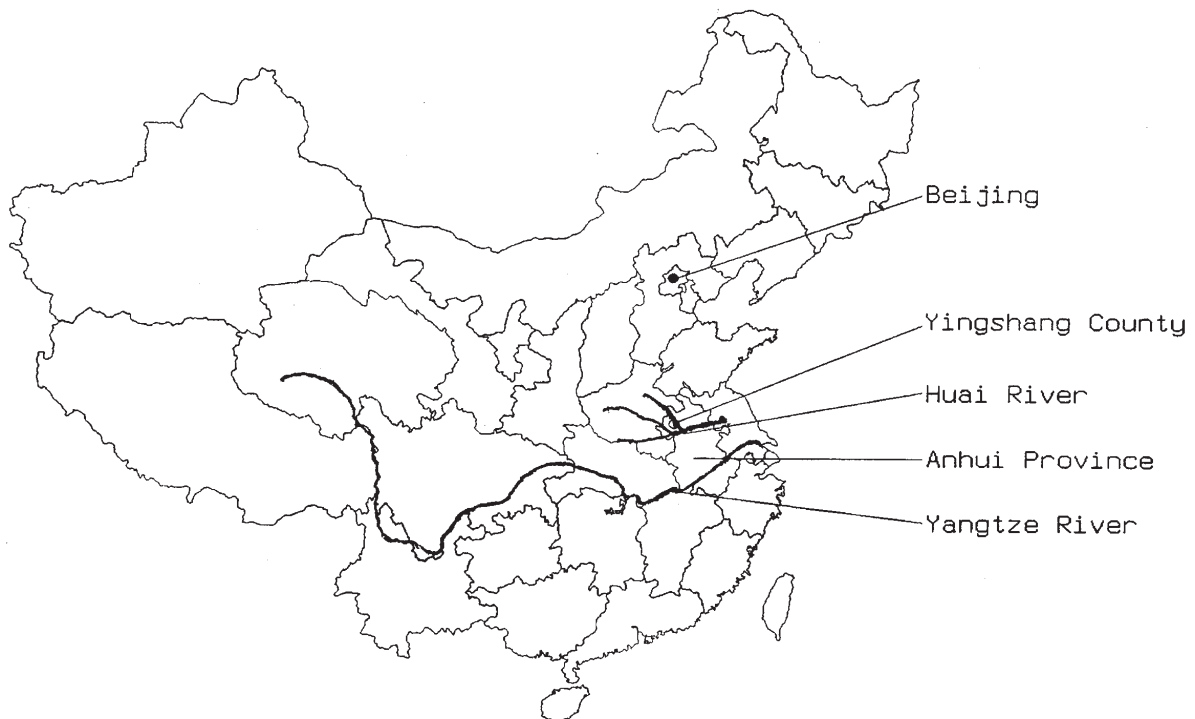 Beijing
Yingshang County
Huai River
Anhui Province
Yangtze River